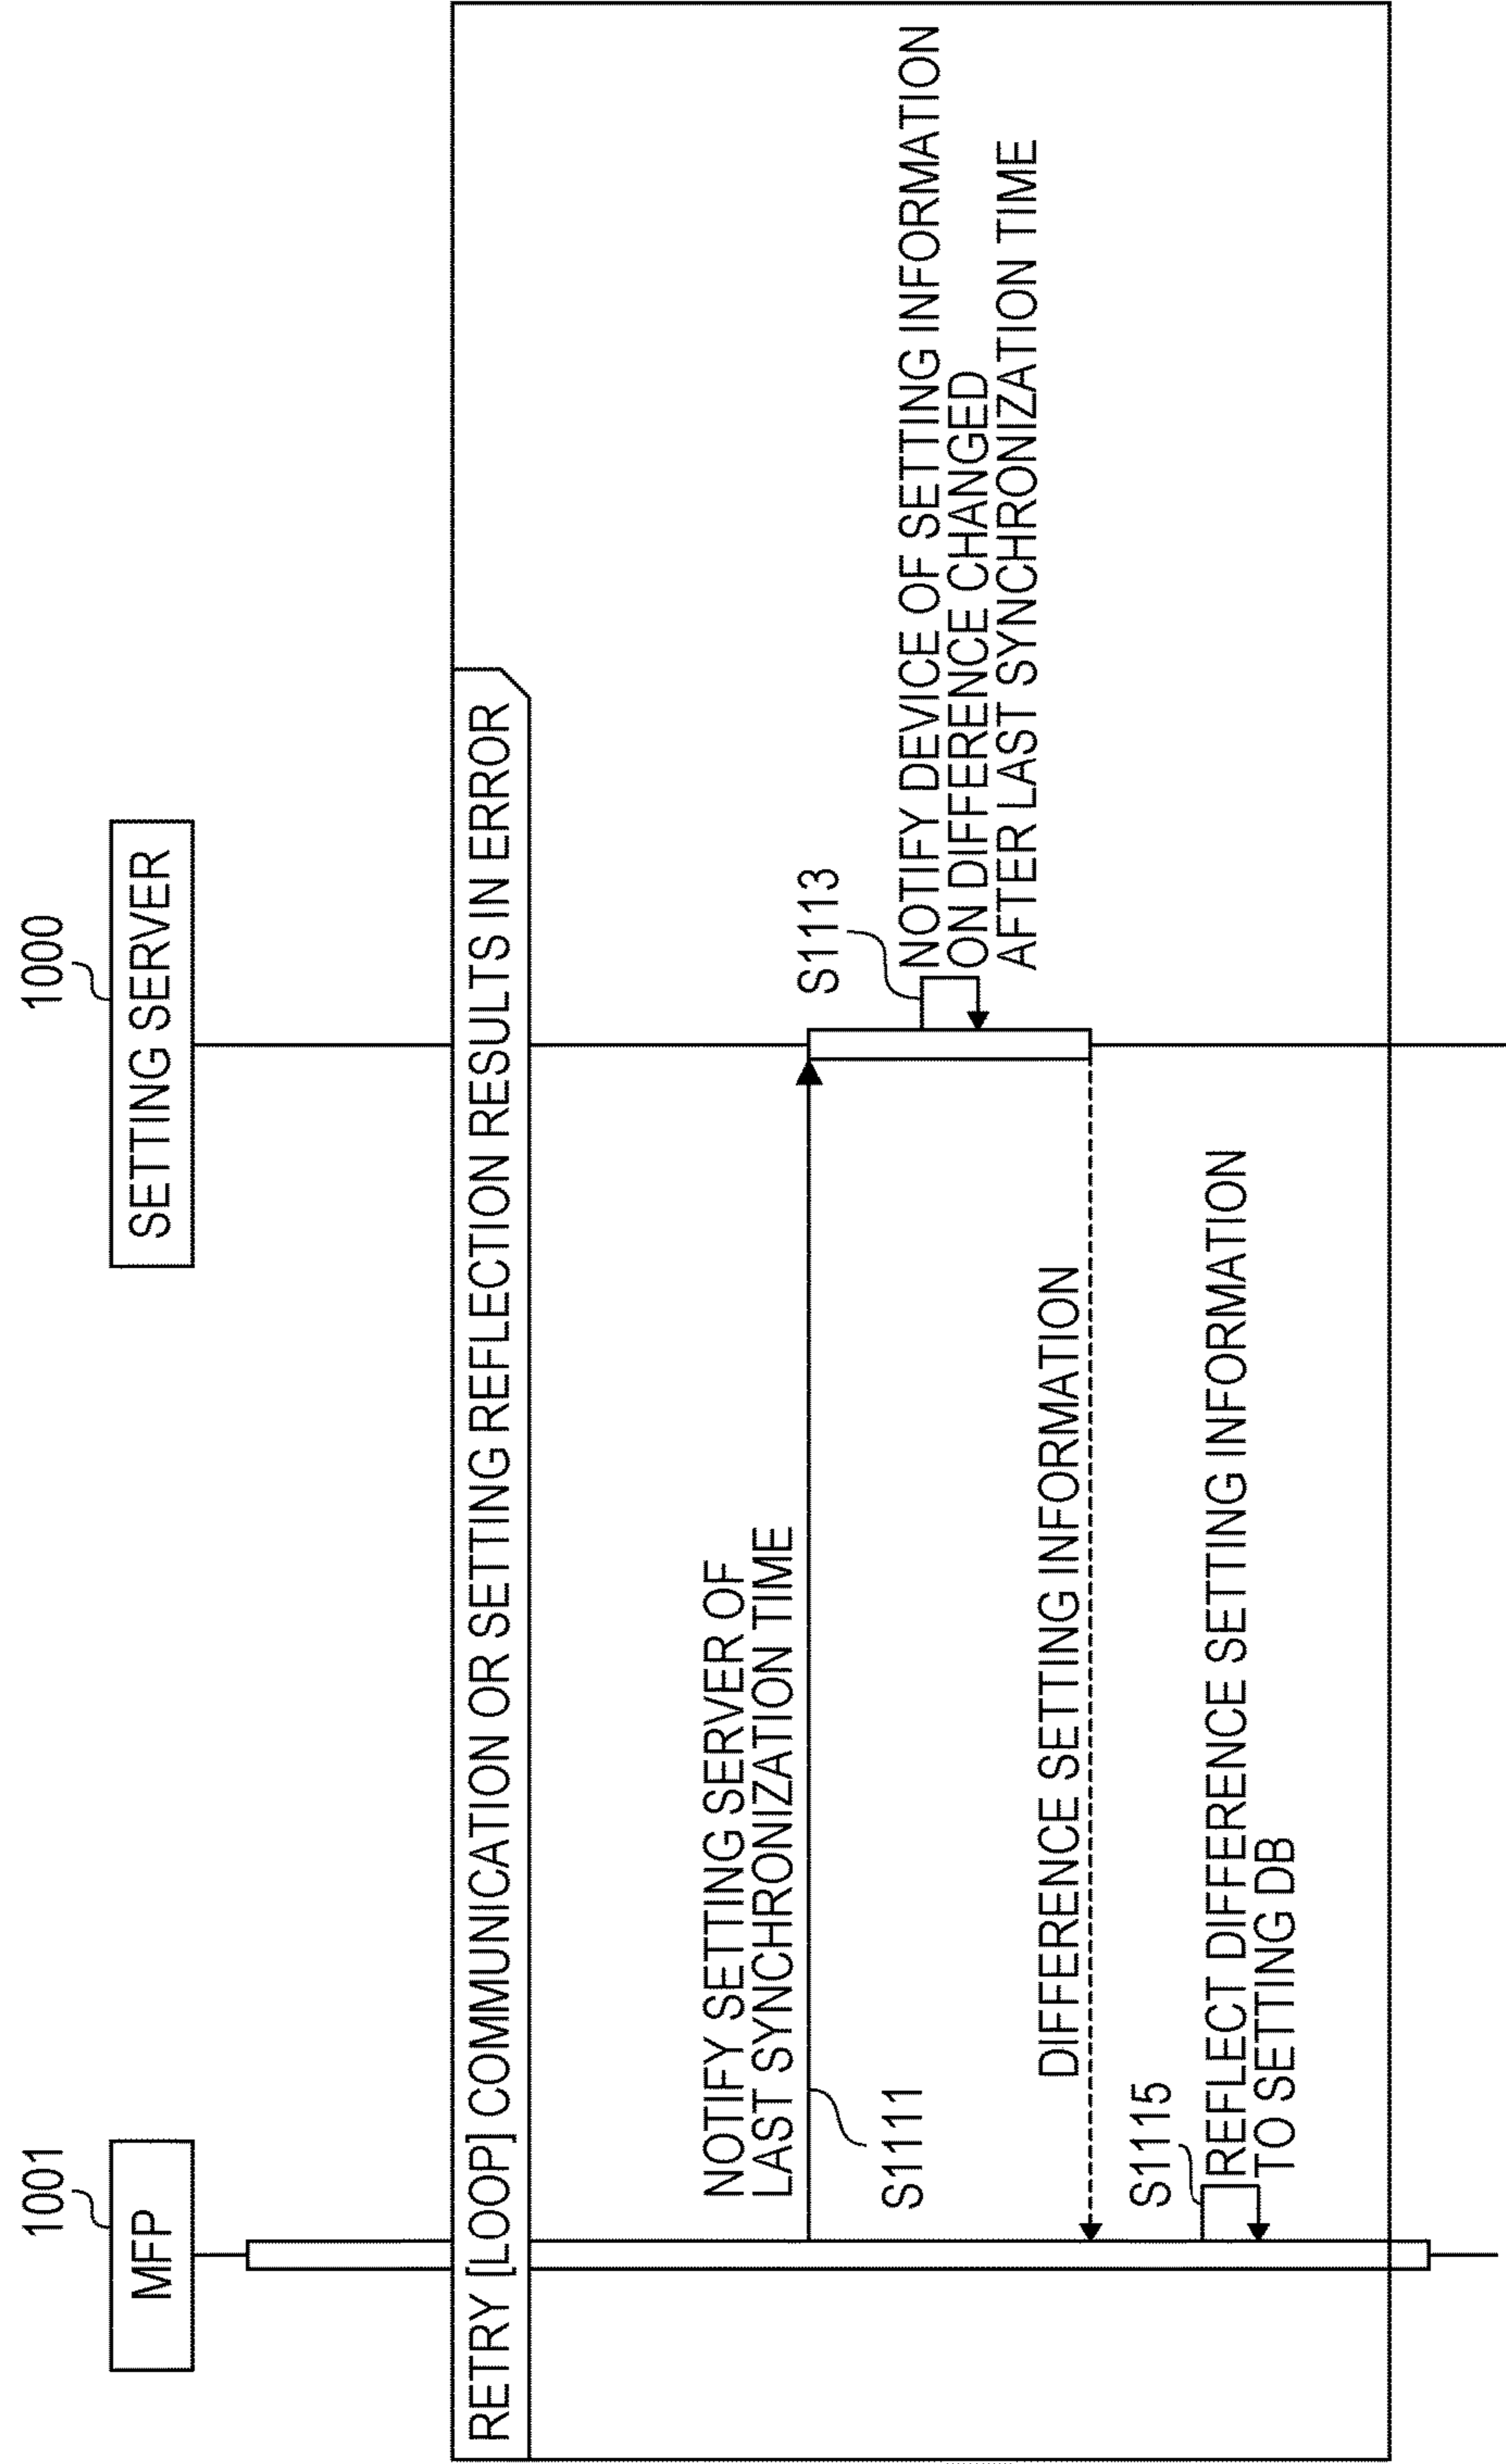 1001
MFP
1000
SETTING SERVER
RETRY [LOOP] COMMUNICATION OR SETTING REFLECTION RESULTS IN ERROR
NOTIFY SETTING SERVER OF
LAST SYNCHRONIZATION TIME
S1111
S1113
NOTIFY DEVICE OF SETTING INFORMATION
ON DIFFERENCE CHANGED
AFTER LAST SYNCHRONIZATION TIME
DIFFERENCE SETTING INFORMATION
S1115
REFLECT DIFFERENCE SETTING INFORMATION
TO SETTING DB